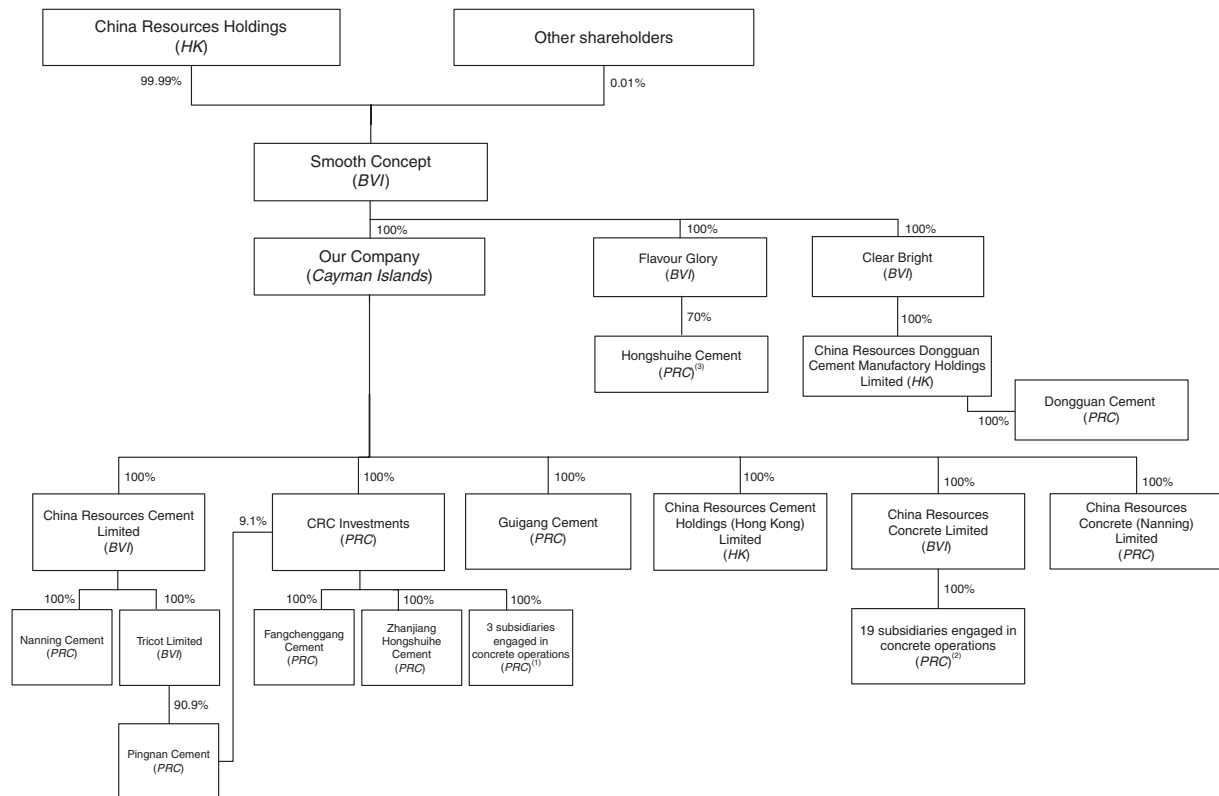 China Resources Holdings
(HK)
Other shareholders
99.99%
0.01%
Smooth Concept
(BVI)
100%
100%
100%
Our Company
(Cayman Islands)
Flavour Glory
(BVI)
Clear Bright
(BVI)
70%
100%
Hongshuihe Cement
(PRC)(3)
China Resources Dongguan
Cement Manufactory Holdings
Limited (HK)
100%
Dongguan Cement
(PRC)
100%
100%
100%
100%
100%
100%
China Resources Cement
Limited
(BVI)
9.1%
CRC Investments
(PRC)
Guigang Cement
(PRC)
China Resources Cement
Holdings (Hong Kong)
Limited
(HK)
China Resources
Concrete Limited
(BVI)
China Resources
Concrete (Nanning)
Limited
(PRC)
100%
100%
100%
100%
100%
100%
Nanning Cement
(PRC)
Tricot Limited
(BVI)
Fangchenggang
Cement
(PRC)
Zhanjiang
Hongshuihe
Cement
(PRC)
3 subsidiaries
engaged in
concrete operations
(PRC)(1)
19 subsidiaries engaged in
concrete operations
(PRC)(2)
90.9%
Pingnan Cement
(PRC)